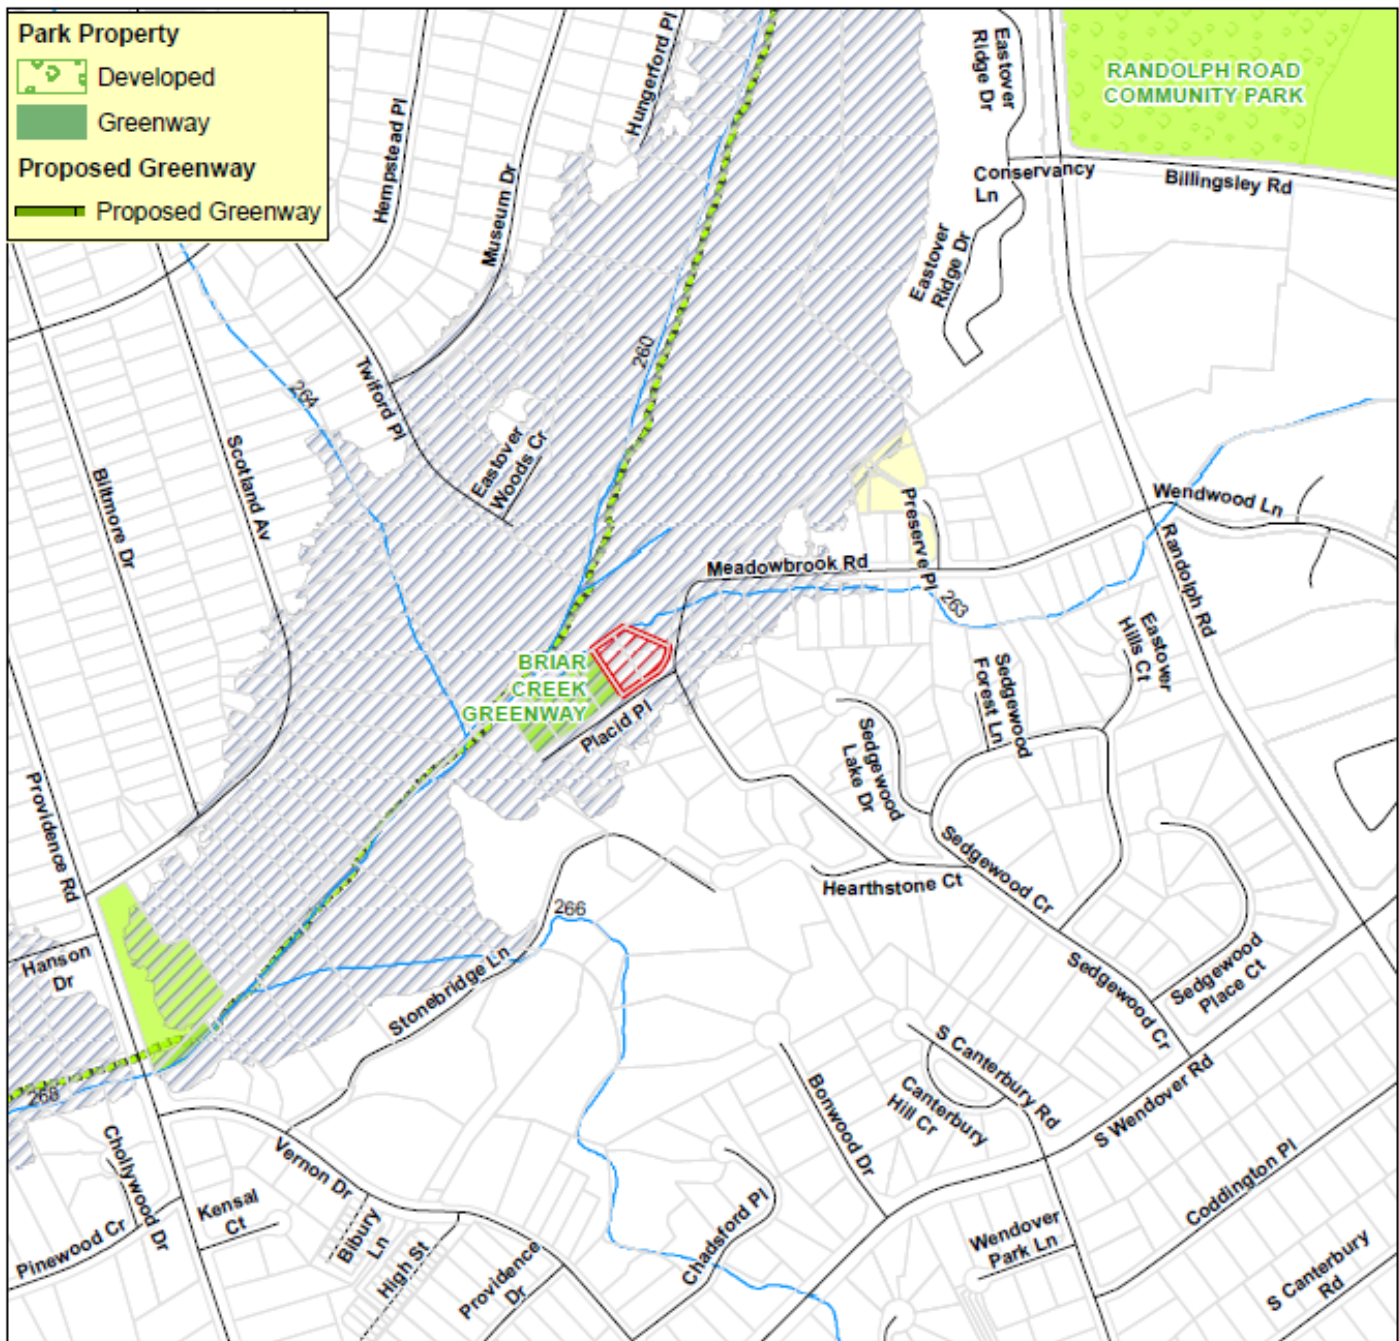 Park Property
Developed
Greenway
Proposed Greenway
Proposed Greenway
Hempstead Pl
Museum Dr
Hungerford Pl
Eastover
Ridge Dr
RANDOLPH ROAD
COMMUNITY PARK
Conservancy
Ln
Billingsley Rd
Eastover
Ridge Dr
264
260
Twiford Pl
Eastover
Woods Cr
Scotland Av
Biltmore Dr
Preserve Pl
Wendwood Ln
Meadowbrook Rd
263
Randolph Rd
Eastover
Hills Ct
Sedgewood
Forest Ln
BRIAR
CREEK
GREENWAY
Placid Pl
Sedgewood
Lake Dr
Providence Rd
Sedgewood Cr
Hearthstone Ct
266
Hanson
Dr
Stonebridge Ln
Sedgewood
Place Ct
Sedgewood Cr
S Canterbury Rd
Canterbury
Hill Cr
Bonwood Dr
S Wendover Rd
268
Chollywood Dr
Vernon Dr
Kensal
Ct
Pinewood Cr
Bibury
Ln
High St
Providence
Dr
Chadsford Pl
Wendover
Park Ln
Coddington Pl
S Canterbury
Rd